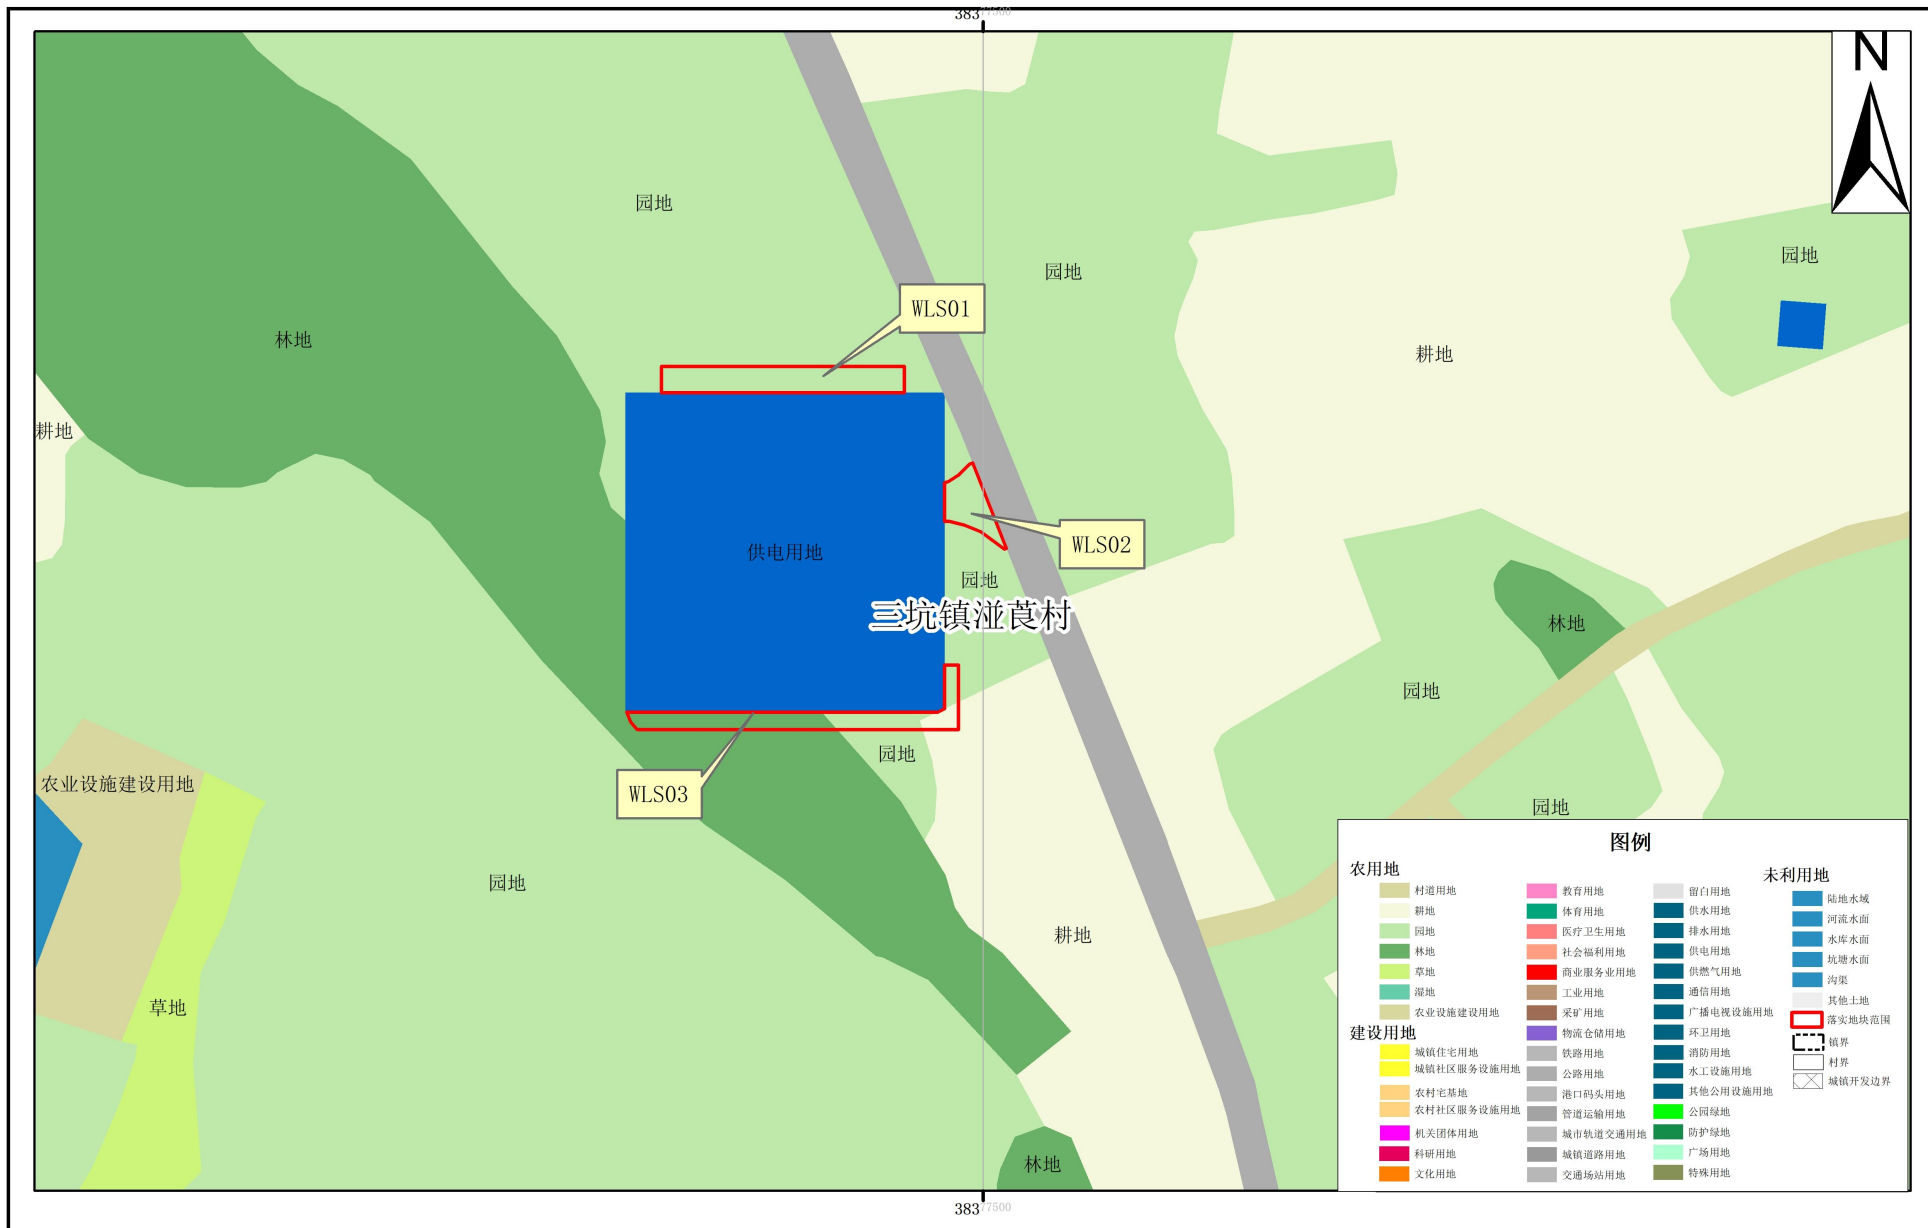 38377500
N
园地
园地
园地
WLS01
林地
耕地
耕地
供电用地
WLS02
园地
三坑镇湴莨村
林地
园地
园地
WLS03
农业设施建设用地
园地
园地
耕地
草地
林地
图例
农用地
村道用地
耕地
园地
林地
草地
湿地
农业设施建设用地
建设用地
城镇住宅用地
城镇社区服务设施用地
农村宅基地
农村社区服务设施用地
机关团体用地
科研用地
文化用地
教育用地
体育用地
医疗卫生用地
社会福利用地
商业服务业用地
工业用地
采矿用地
物流仓储用地
铁路用地
公路用地
港口码头用地
管道运输用地
城市轨道交通用地
城镇道路用地
交通场站用地
留白用地
供水用地
排水用地
供电用地
供燃气用地
通信用地
广播电视设施用地
环卫用地
消防用地
水工设施用地
其他公用设施用地
公园绿地
防护绿地
广场用地
特殊用地
未利用地
陆地水域
河流水面
水库水面
坑塘水面
沟渠
其他土地
落实地块范围
镇界
村界
城镇开发边界
38377500